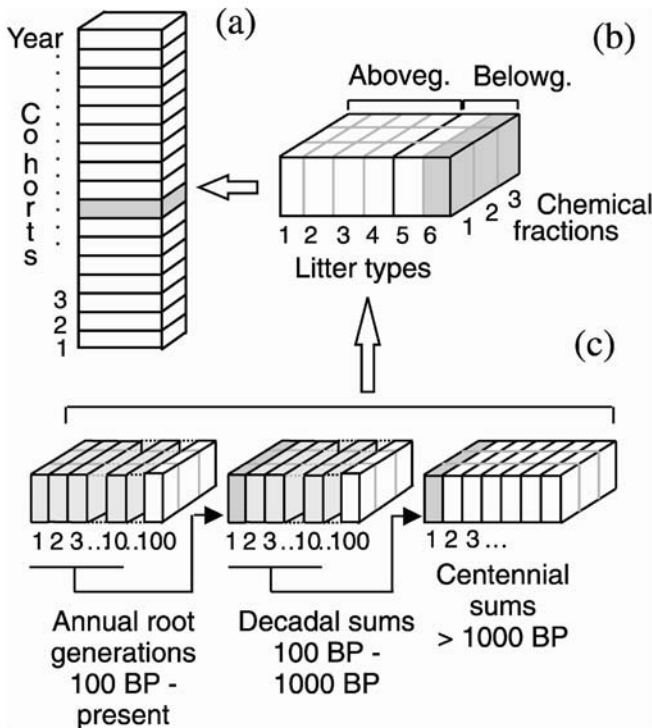 (a)
Year
Cohorts
3
2
1
(b)
Aboveg. Belowg.
1 2 3 4 5 6
1 2 3
Chemical
fractions
Litter types
(c)
1 2 3 ...10 ..100
1 2 3 ...10 ..100
1 2 3 ...
Annual root
generations
100 BP -
present
Decadal sums
100 BP -
1000 BP
Centennial
sums
> 1000 BP